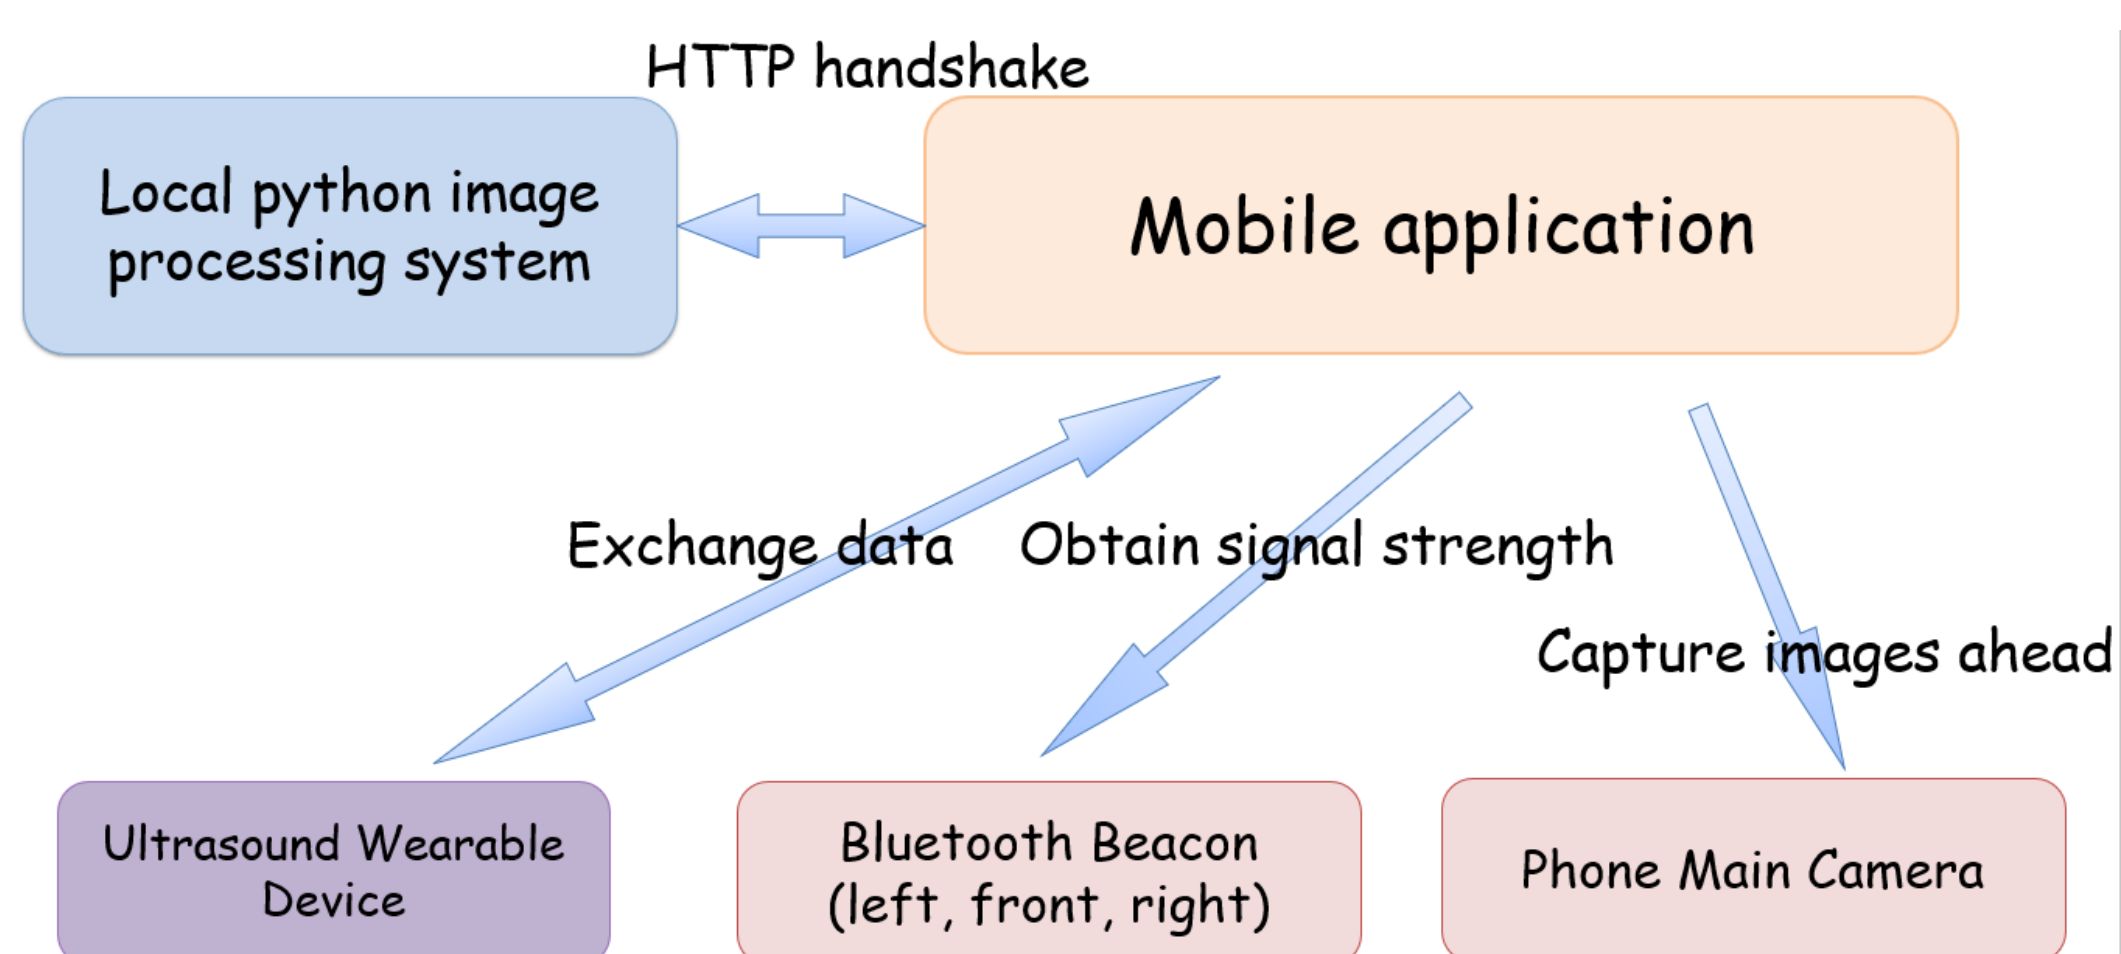 HTTP handshake
Local python image
processing system
Mobile application
Exchange data
Obtain signal strength
Capture images ahead
Ultrasound Wearable
Device
Bluetooth Beacon
(left, front, right)
Phone Main Camera